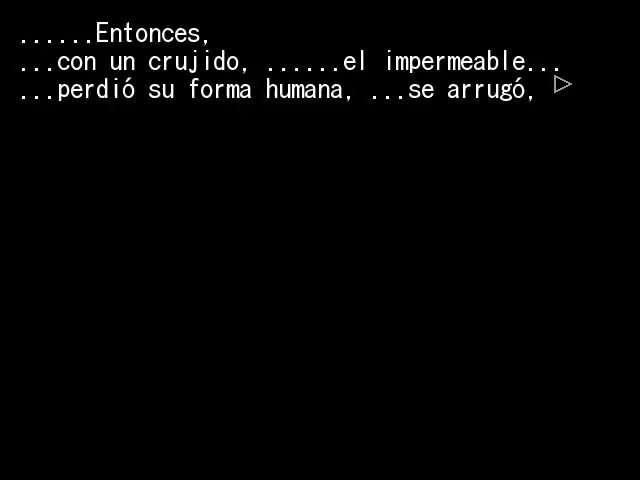 ......Entonces,
...con un crujido, ......el impermeable...
...perdió su forma humana, ...se arrugó,